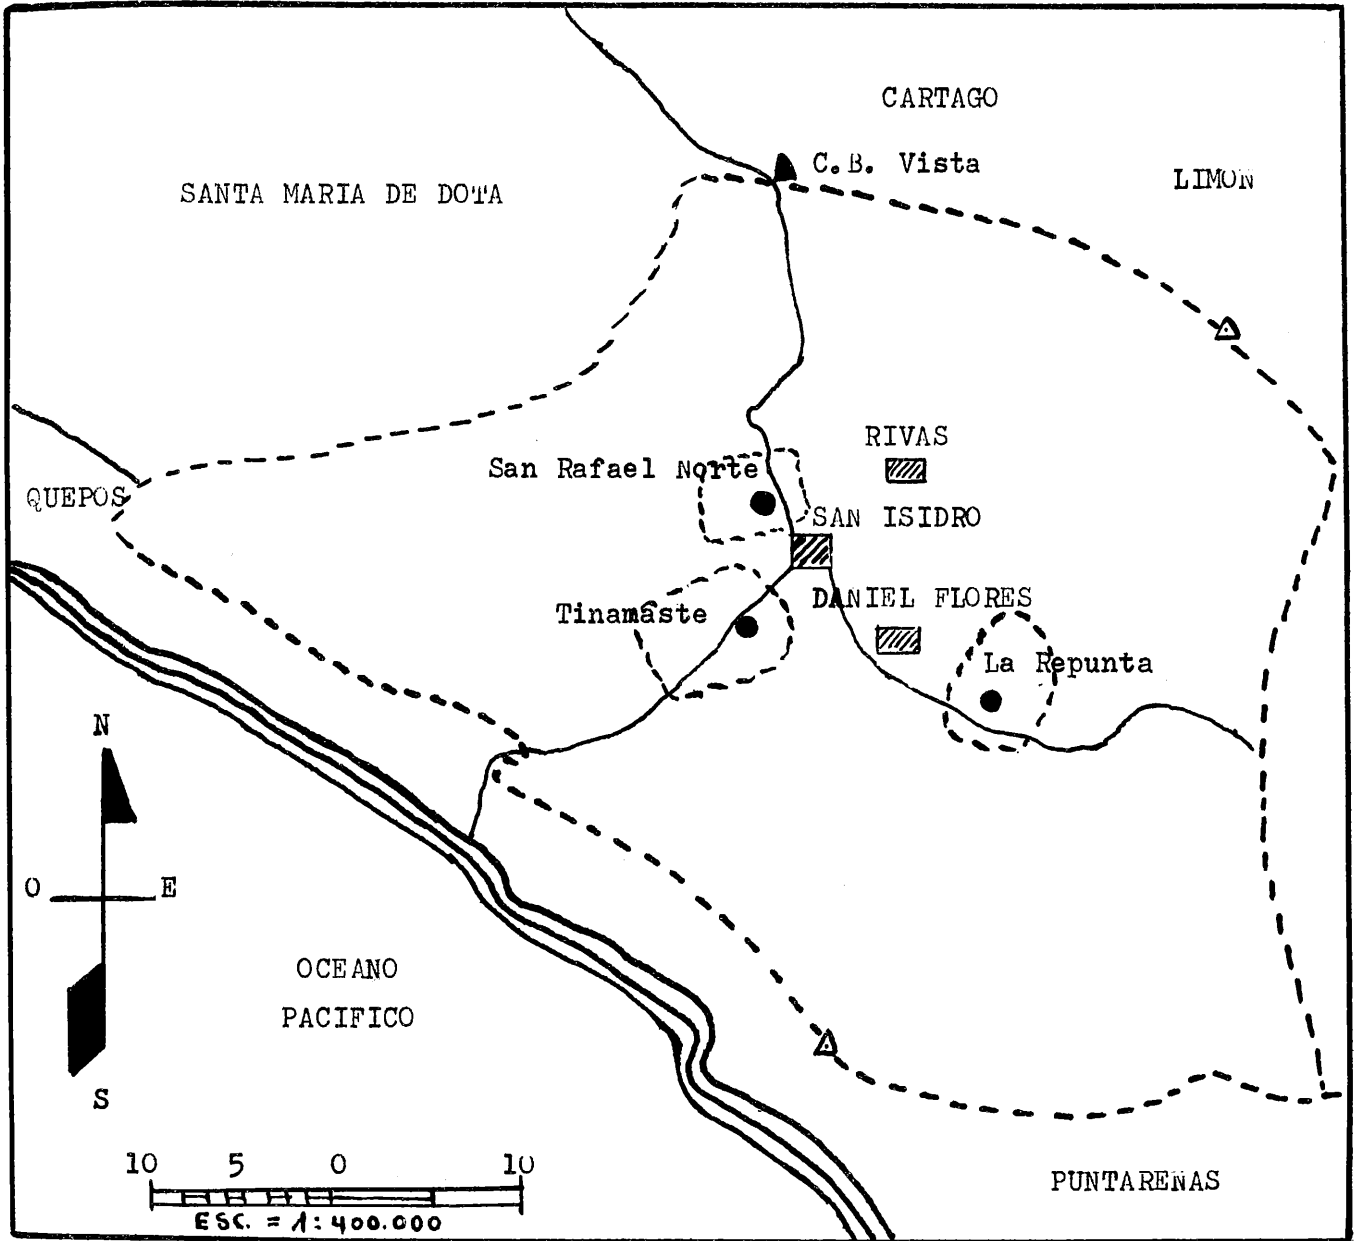 CARTAGO
C.B. Vista
LIMON
SANTA MARIA DE DOTA
RIVAS
San Rafael Norte
QUEPOS
SAN ISIDRO
DANIEL FLORES
Tinamaste
La Repunta
N
O E
S
OCEANO
PACIFICO
10 5 0 10
ESC. = 1:400.000
PUNTARENAS